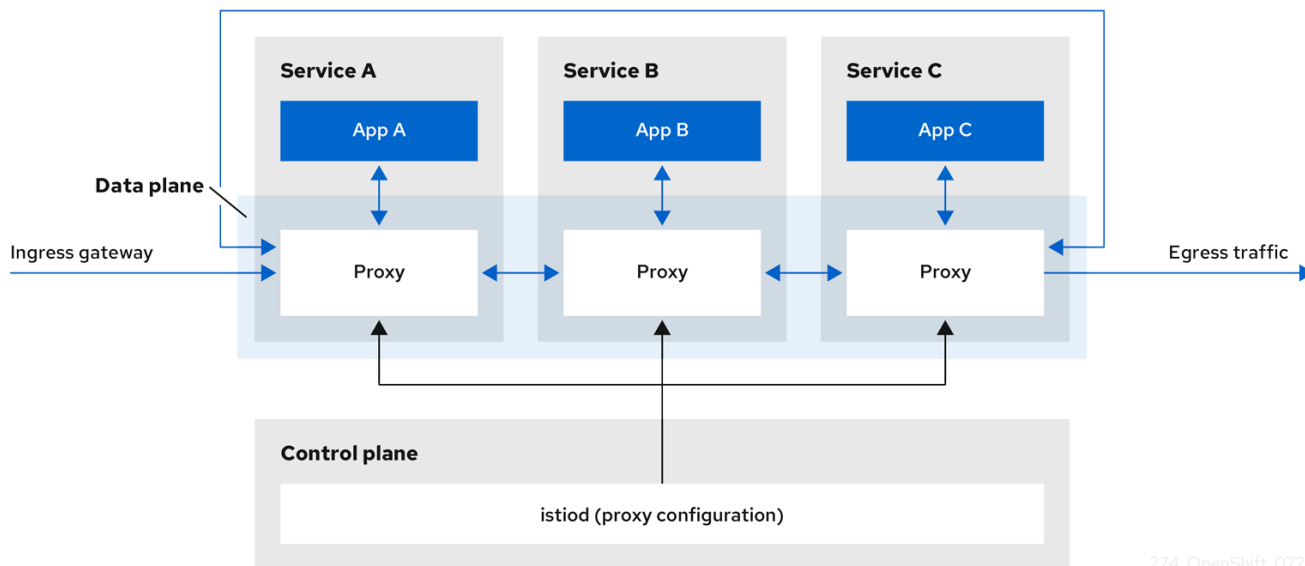 Service A
Service B
Service C
App A
App B
App C
Data plane
Ingress gateway
Egress traffic
Proxy
Proxy
Proxy
Control plane
istiod (proxy configuration)
274_OpenShift_072